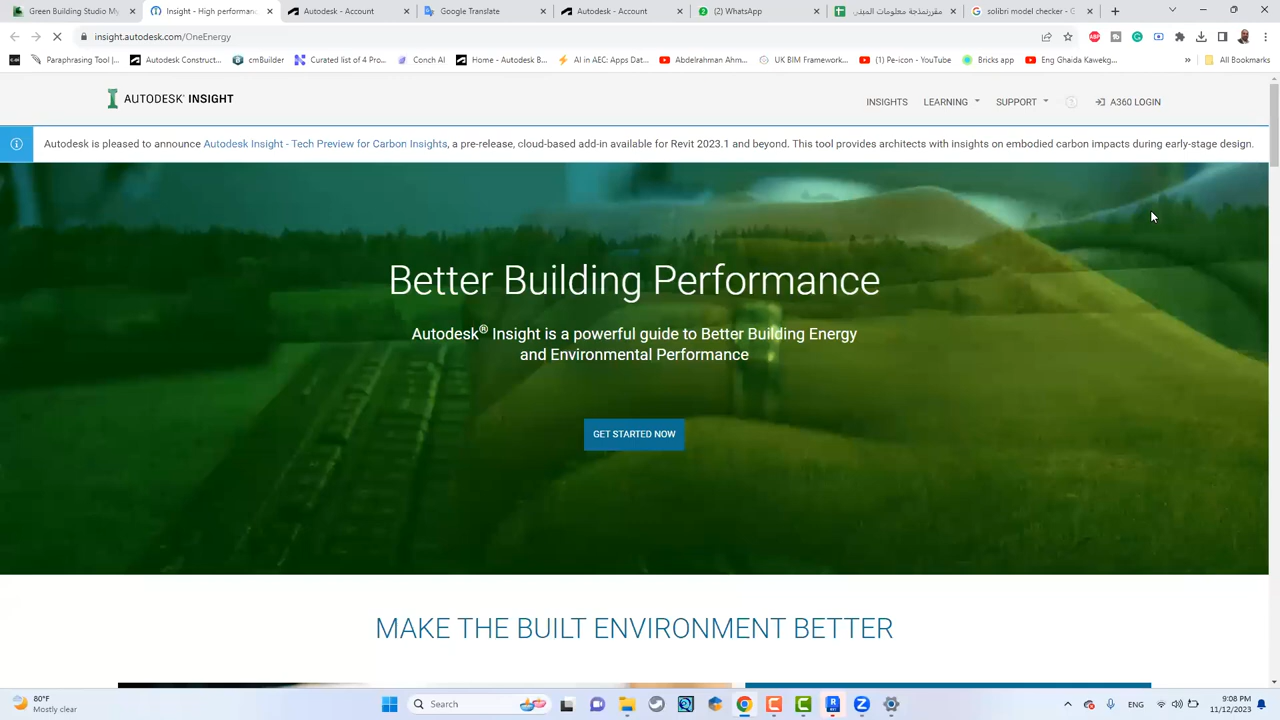 Green Building Studio My
Insight - High performanc
Autodesk - Account
Google Translate
Autodesk - Account
(2) WhatsApp
مقررنمذجة معلومات المبنى
solibri model checker - G
insight.autodesk.com/OneEnergy
Paraphrasing Tool |
Autodesk Construct...
cmBuilder
Curated list of 4 Pro...
Conch AI
Home - Autodesk B...
AI in AEC: Apps Dat...
Abdelrahman Ahm...
UK BIM Framework...
(1) Pe-icon - YouTube
Bricks app
Eng Ghaida Kawekg...
»
All Bookmarks
AUTODESK® INSIGHT
INSIGHTS
LEARNING
SUPPORT
A360 LOGIN
Autodesk is pleased to announce Autodesk Insight - Tech Preview for Carbon Insights, a pre-release, cloud-based add-in available for Revit 2023.1 and beyond. This tool provides architects with insights on embodied carbon impacts during early-stage design.
Better Building Performance
Autodesk® Insight is a powerful guide to Better Building Energy
and Environmental Performance
GET STARTED NOW
MAKE THE BUILT ENVIRONMENT BETTER
80°F
Mostly clear
Search
ENG
9:08 PM
11/12/2023